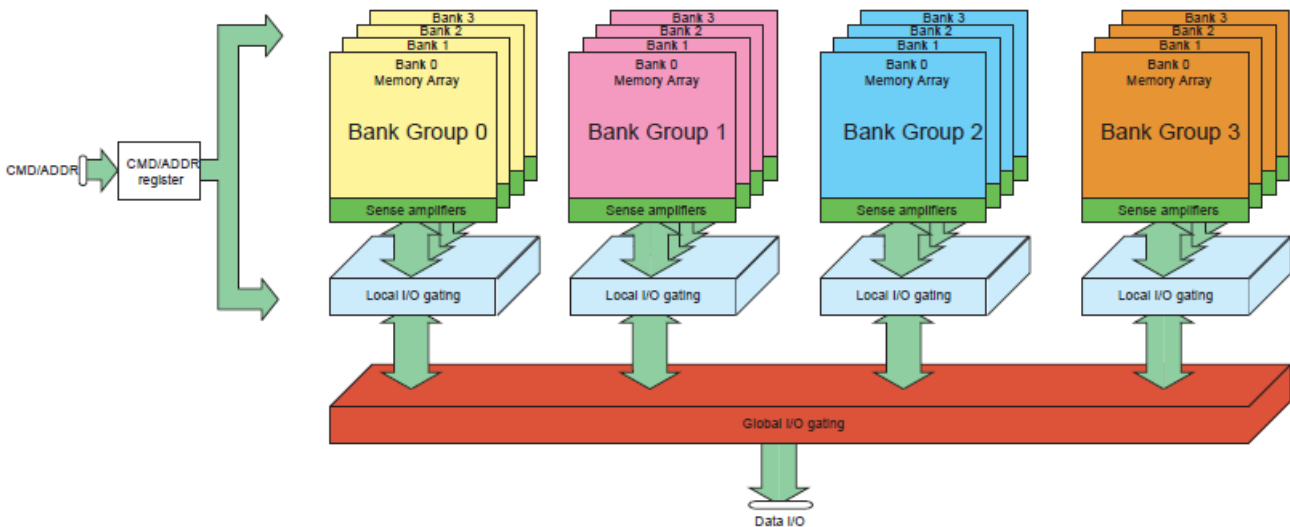 Bank 3
Bank 2
Bank 1
Bank 0
Memory Array
Bank Group 0
Sense amplifiers
Bank 3
Bank 2
Bank 1
Bank 0
Memory Array
Bank Group 1
Sense amplifiers
Bank 3
Bank 2
Bank 1
Bank 0
Memory Array
Bank Group 2
Sense amplifiers
Bank 3
Bank 2
Bank 1
Bank 0
Memory Array
Bank Group 3
Sense amplifiers
CMD/ADDR
CMD/ADDR
register
Local I/O gating
Local I/O gating
Local I/O gating
Local I/O gating
Global I/O gating
Data I/O